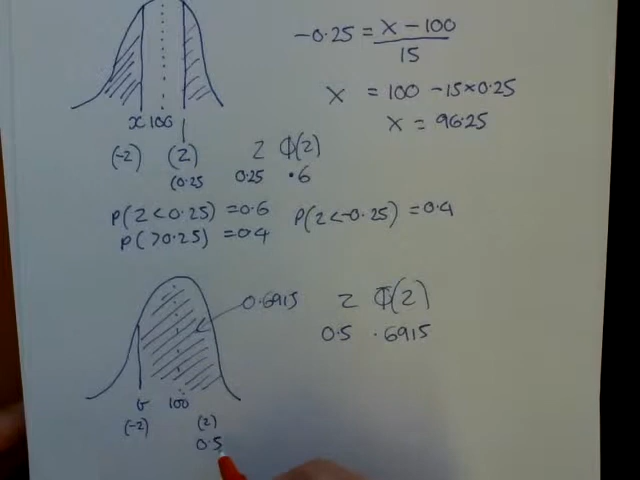 -0.25 = x - 100
15
x = 100 - 15 x 0.25
x = 96.25
x 100
(-z) (z) z Φ(z)
(0.25 0.25 .6
P(z<0.25) = 0.6 P(z<-0.25) = 0.4
P(>0.25) = 0.4
0.6915 z Φ(z)
0.5 .6915
100
(-z) (z)
0.5